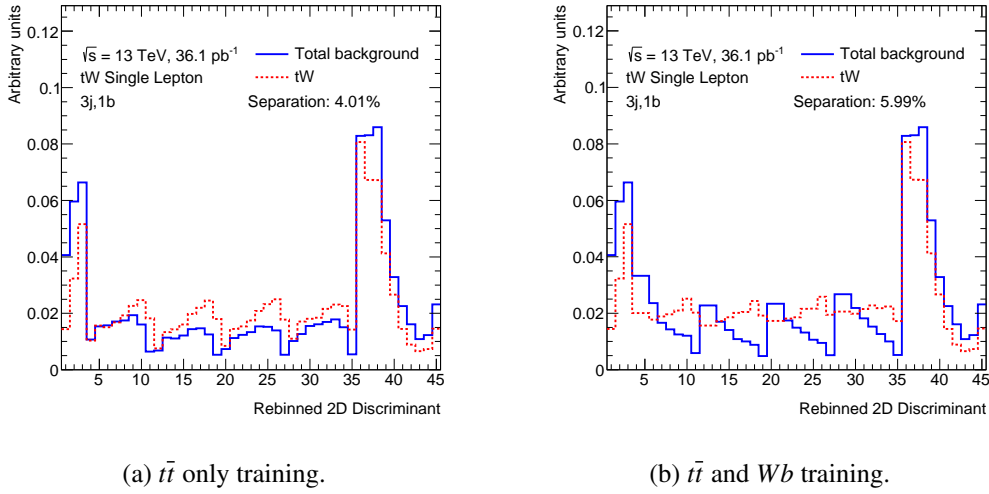 Arbitrary units
0.12
0.1
0.08
0.06
0.04
0.02
0
√s = 13 TeV, 36.1 pb⁻¹
tW Single Lepton
3j,1b
Total background
tW
Separation: 4.01%
5 10 15 20 25 30 35 40 45
Rebinned 2D Discriminant
(a) tt̄ only training.
Arbitrary units
0.12
0.1
0.08
0.06
0.04
0.02
0
√s = 13 TeV, 36.1 pb⁻¹
tW Single Lepton
3j,1b
Total background
tW
Separation: 5.99%
5 10 15 20 25 30 35 40 45
Rebinned 2D Discriminant
(b) tt̄ and Wb training.